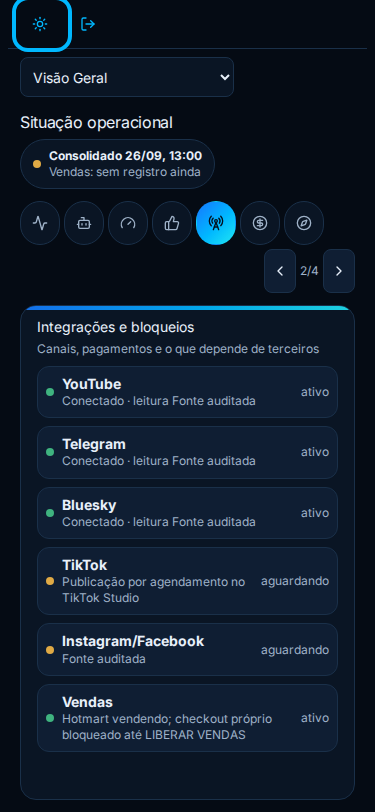 Visão Geral
Situação operacional
Consolidado 26/09, 13:00
Vendas: sem registro ainda
2/4
Integrações e bloqueios
Canais, pagamentos e o que depende de terceiros
YouTube
Conectado · leitura Fonte auditada
ativo
Telegram
Conectado · leitura Fonte auditada
ativo
Bluesky
Conectado · leitura Fonte auditada
ativo
TikTok
Publicação por agendamento no
TikTok Studio
aguardando
Instagram/Facebook
Fonte auditada
aguardando
Vendas
Hotmart vendendo; checkout próprio
bloqueado até LIBERAR VENDAS
ativo